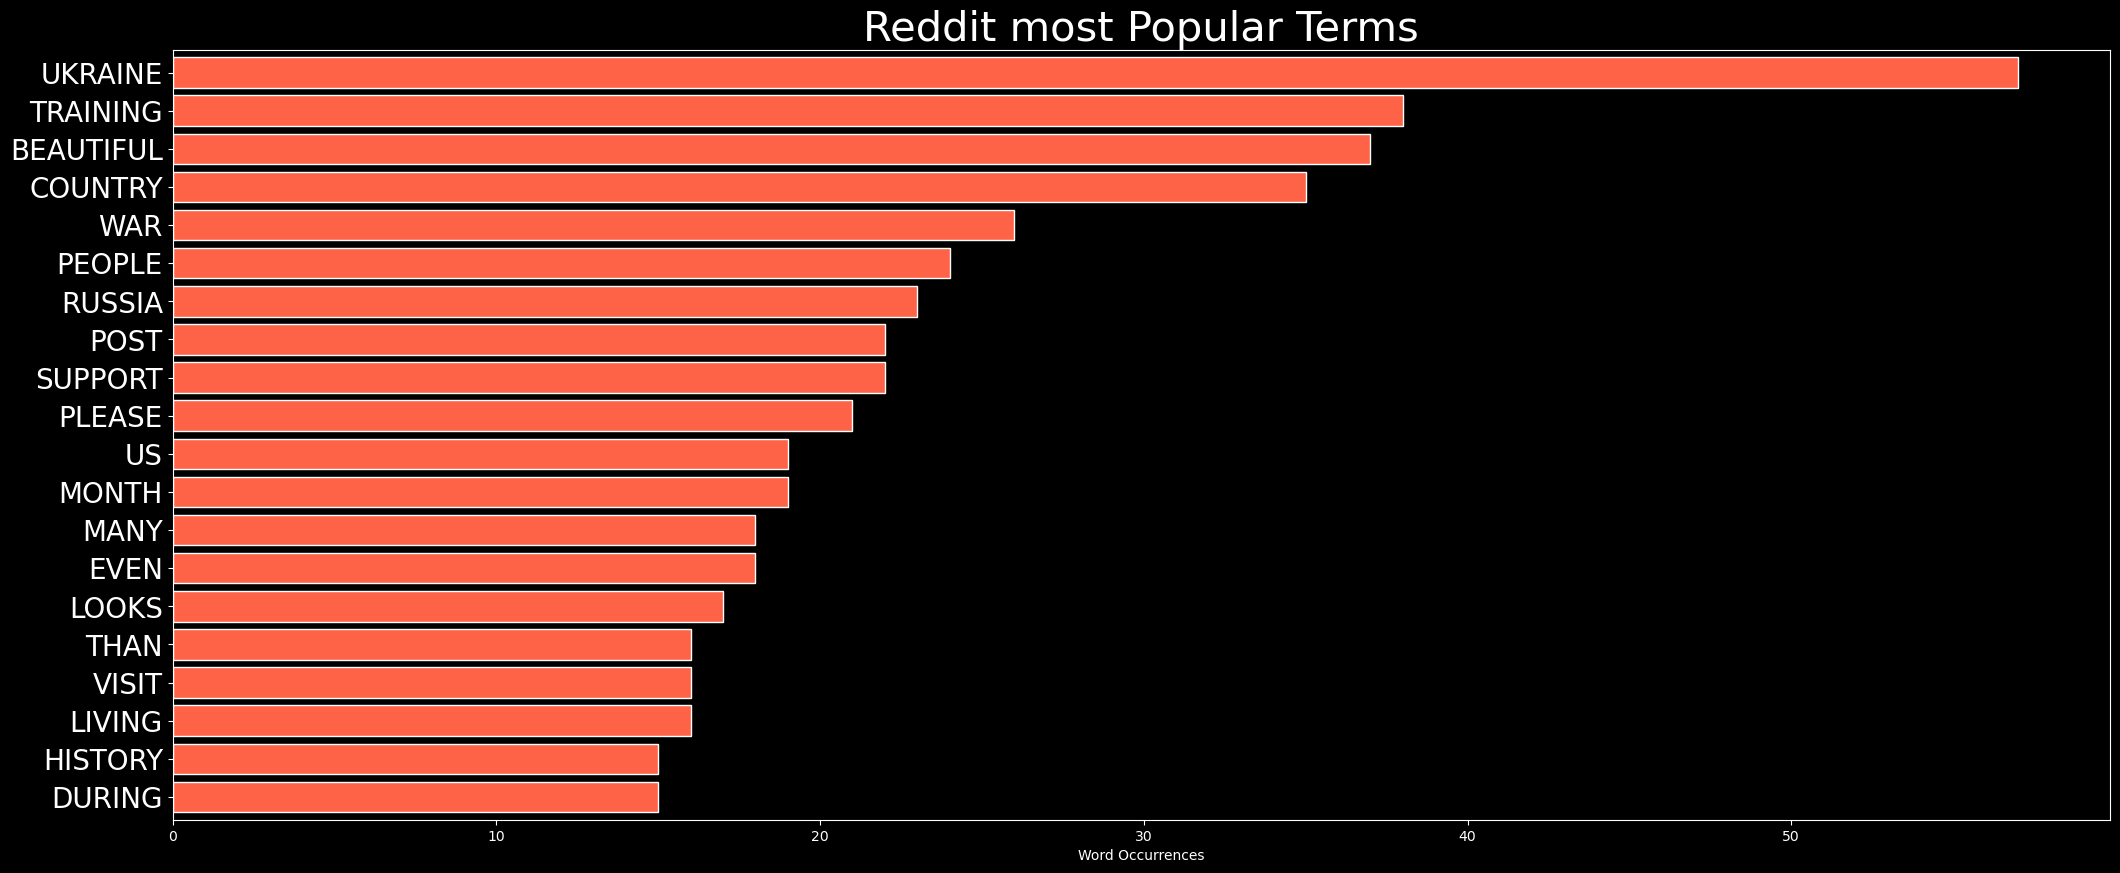 Reddit most Popular Terms
UKRAINE
TRAINING
BEAUTIFUL
COUNTRY
WAR
PEOPLE
RUSSIA
POST
SUPPORT
PLEASE
US
MONTH
MANY
EVEN
LOOKS
THAN
VISIT
LIVING
HISTORY
DURING
0 10 20 30 40 50
Word Occurrences